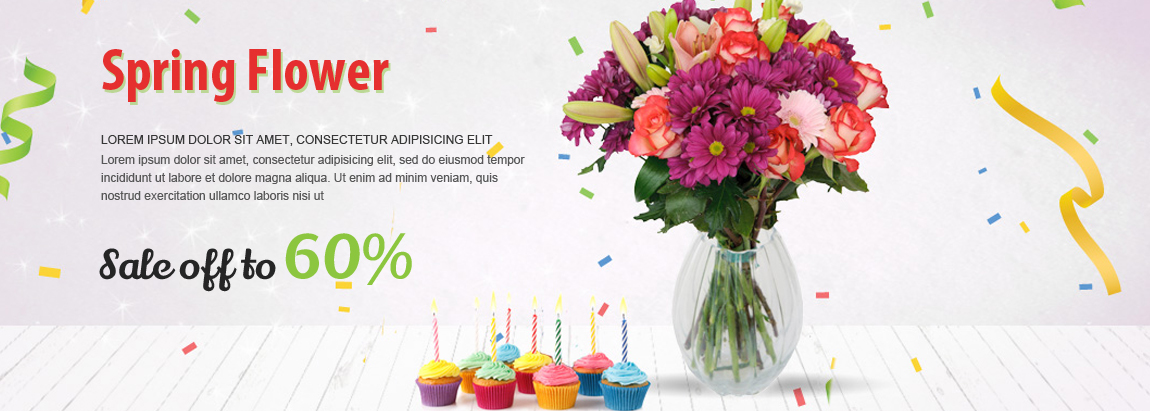 Spring Flower
LOREM IPSUM DOLOR SIT AMET, CONSECTETUR ADIPISICING ELIT
Lorem ipsum dolor sit amet, consectetur adipisicing elit, sed do eiusmod tempor
incididunt ut labore et dolore magna aliqua. Ut enim ad minim veniam, quis
nostrud exercitation ullamco laboris nisi ut
Sale off to 60%